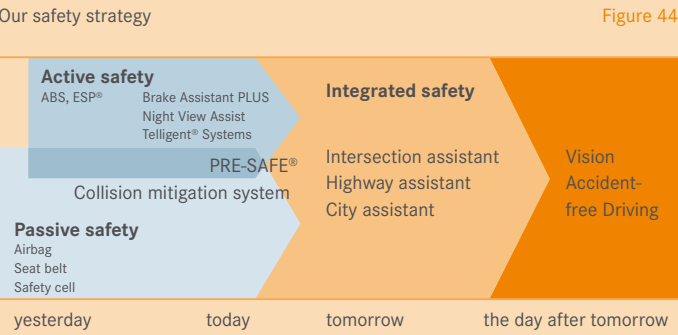 Our safety strategy
Figure 44
Active safety
ABS, ESP®
Brake Assistant PLUS
Night View Assist
Telligent® Systems
PRE-SAFE®
Collision mitigation system
Passive safety
Airbag
Seat belt
Safety cell
Integrated safety
Intersection assistant
Highway assistant
City assistant
Vision
Accident-
free Driving
yesterday
today
tomorrow
the day after tomorrow